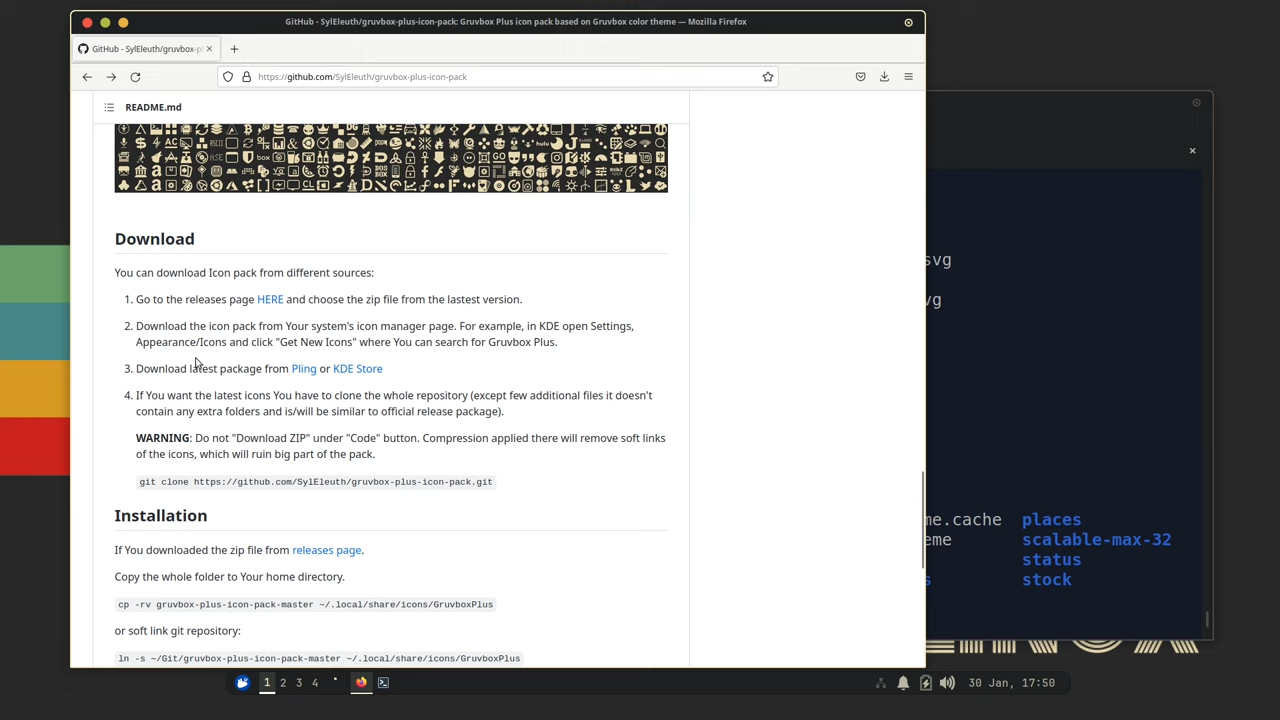 GitHub - SylEleuth/gruvbox-plus-icon-pack: Gruvbox Plus icon pack based on Gruvbox color theme — Mozilla Firefox
GitHub - SylEleuth/gruvbox-pl
https://github.com/SylEleuth/gruvbox-plus-icon-pack
README.md
Download
You can download Icon pack from different sources:
1. Go to the releases page HERE and choose the zip file from the lastest version.
2. Download the icon pack from Your system's icon manager page. For example, in KDE open Settings,
Appearance/Icons and click "Get New Icons" where You can search for Gruvbox Plus.
3. Download latest package from Pling or KDE Store
4. If You want the latest icons You have to clone the whole repository (except few additional files it doesn't
contain any extra folders and is/will be similar to official release package).
WARNING: Do not "Download ZIP" under "Code" button. Compression applied there will remove soft links
of the icons, which will ruin big part of the pack.
git clone https://github.com/SylEleuth/gruvbox-plus-icon-pack.git
Installation
If You downloaded the zip file from releases page.
Copy the whole folder to Your home directory.
cp -rv gruvbox-plus-icon-pack-master ~/.local/share/icons/GruvboxPlus
or soft link git repository:
ln -s ~/Git/gruvbox-plus-icon-pack-master ~/.local/share/icons/GruvboxPlus
svg
vg
me.cache places
eme scalable-max-32
status
s stock
1 2 3 4
30 Jan, 17:50